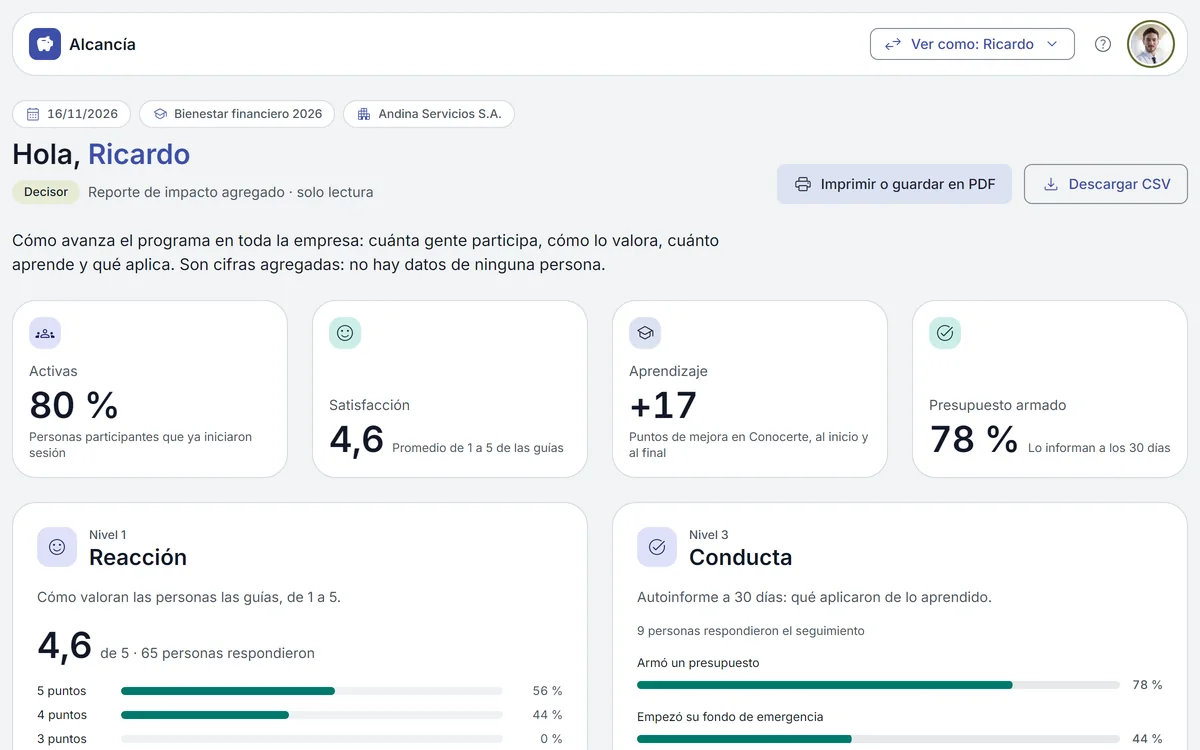 Alcancía
Ver como: Ricardo
16/11/2026
Bienestar financiero 2026
Andina Servicios S.A.
Hola, Ricardo
Decisor
Reporte de impacto agregado · solo lectura
Imprimir o guardar en PDF
Descargar CSV
Cómo avanza el programa en toda la empresa: cuánta gente participa, cómo lo valora, cuánto
aprende y qué aplica. Son cifras agregadas: no hay datos de ninguna persona.
Activas
80 %
Personas participantes que ya iniciaron
sesión
Satisfacción
4,6 Promedio de 1 a 5 de las guías
Aprendizaje
+17
Puntos de mejora en Conocerte, al inicio y
al final
Presupuesto armado
78 % Lo informan a los 30 días
Nivel 1
Reacción
Cómo valoran las personas las guías, de 1 a 5.
4,6 de 5 · 65 personas respondieron
5 puntos 56 %
4 puntos 44 %
3 puntos 0 %
Nivel 3
Conducta
Autoinforme a 30 días: qué aplicaron de lo aprendido.
9 personas respondieron el seguimiento
Armó un presupuesto
78 %
Empezó su fondo de emergencia
44 %